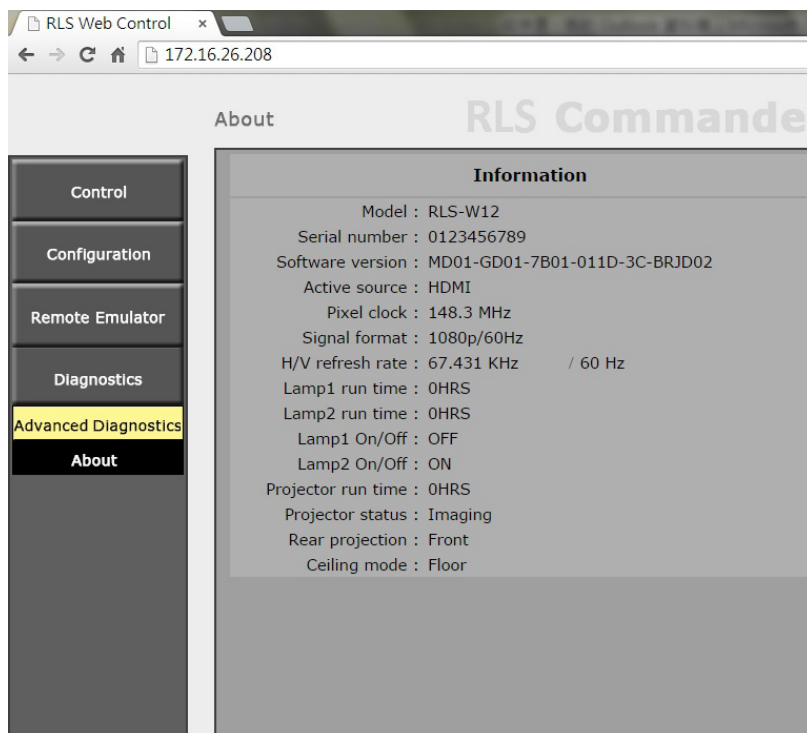 RLS Web Control
172.16.26.208
About
RLS Commande
Control
Configuration
Remote Emulator
Diagnostics
Advanced Diagnostics
About
Information
Model : RLS-W12
Serial number : 0123456789
Software version : MD01-GD01-7B01-011D-3C-BRJD02
Active source : HDMI
Pixel clock : 148.3 MHz
Signal format : 1080p/60Hz
H/V refresh rate : 67.431 KHz / 60 Hz
Lamp1 run time : 0HRS
Lamp2 run time : 0HRS
Lamp1 On/Off : OFF
Lamp2 On/Off : ON
Projector run time : 0HRS
Projector status : Imaging
Rear projection : Front
Ceiling mode : Floor